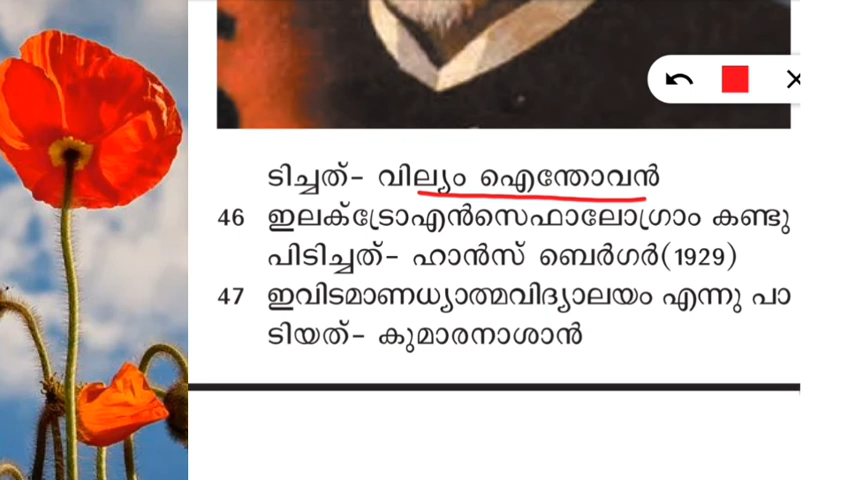 ടിച്ചത്- വില്യം ഐന്തോവൻ
46 ഇലക്ട്രോഎൻസെഫാലോഗ്രാം കണ്ടു
പിടിച്ചത്- ഹാൻസ് ബെർഗർ(1929)
47 ഇവിടമാണധ്യാത്മവിദ്യാലയം എന്നു പാ
ടിയത്- കുമാരനാശാൻ